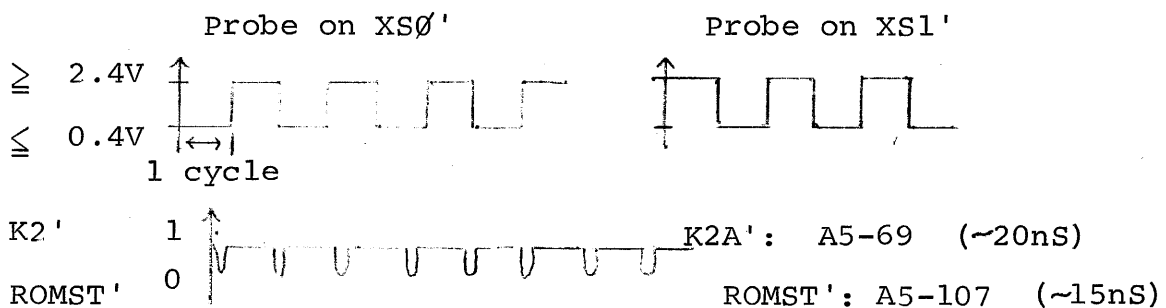 Probe on XSØ' Probe on XS1'
≧ 2.4V
≦ 0.4V
1 cycle
K2' 1 K2A': A5-69 (~20nS)
0
ROMST' ROMST': A5-107 (~15nS)